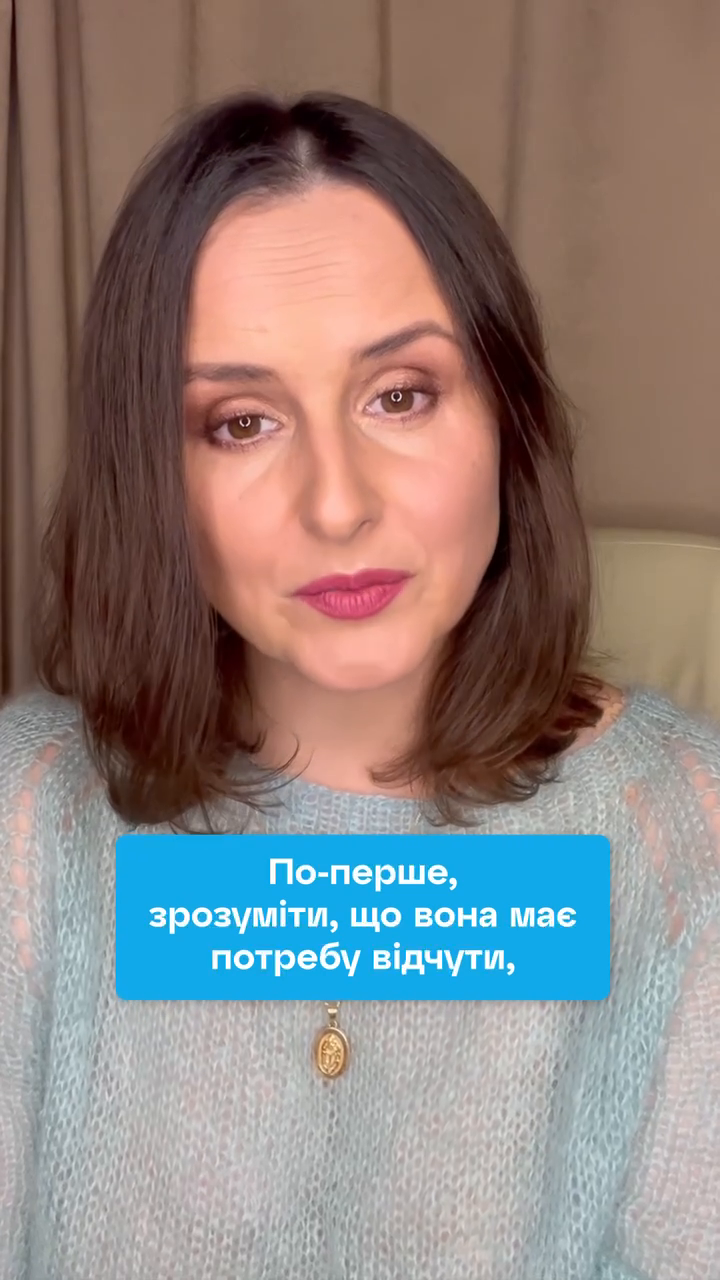 По-перше,
зрозуміти, що вона має
потребу відчути,